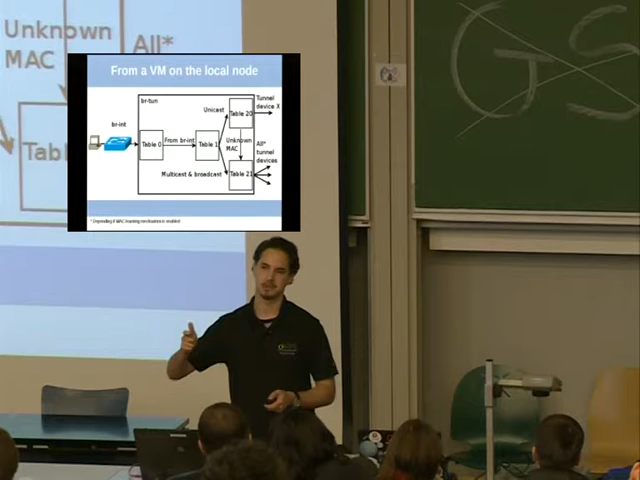 Unknown
MAC
All*
Tabl
From a VM on the local node
br-tun
Tunnel
device X
Unicast
Table 20
br-int
Table 0
From br-int
Table 1
Unknown
MAC
All*
tunnel
devices
Multicast & broadcast
Table 21
* Depending if MAC learning mechanism is enabled
GS